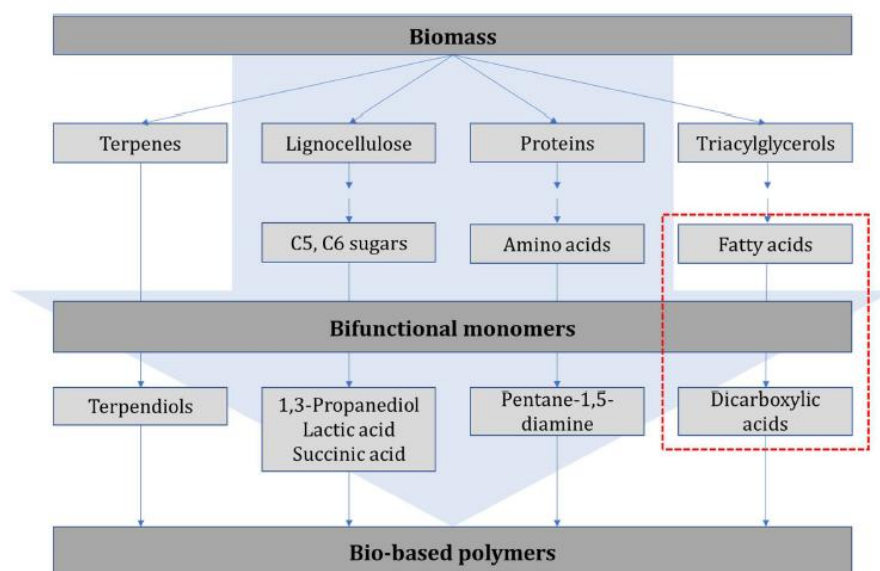 Biomass
Terpenes
Lignocellulose
Proteins
Triacylglycerols
C5, C6 sugars
Amino acids
Fatty acids
Bifunctional monomers
Terpendiols
1,3-Propanediol
Lactic acid
Succinic acid
Pentane-1,5-
diamine
Dicarboxylic
acids
Bio-based polymers